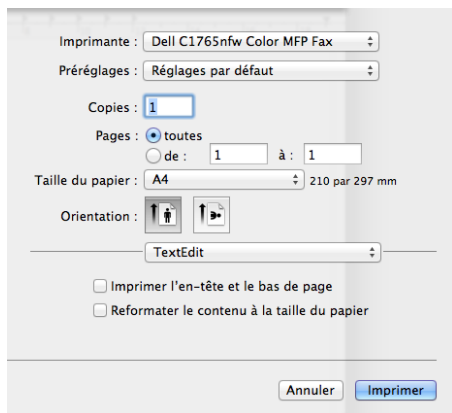 Imprimante : Dell C1765nfw Color MFP Fax
Préréglages : Réglages par défaut
Copies : 1
Pages : toutes
de : 1 à : 1
Taille du papier : A4 210 par 297 mm
Orientation :
TextEdit
Imprimer l'en-tête et le bas de page
Reformater le contenu à la taille du papier
Annuler Imprimer